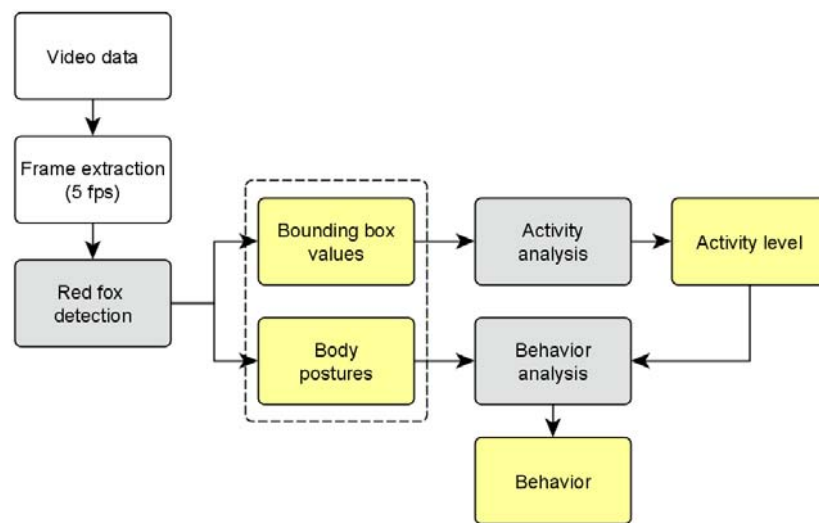 Video data
Frame extraction
(5 fps)
Red fox
detection
Bounding box
values
Activity
analysis
Activity level
Body
postures
Behavior
analysis
Behavior